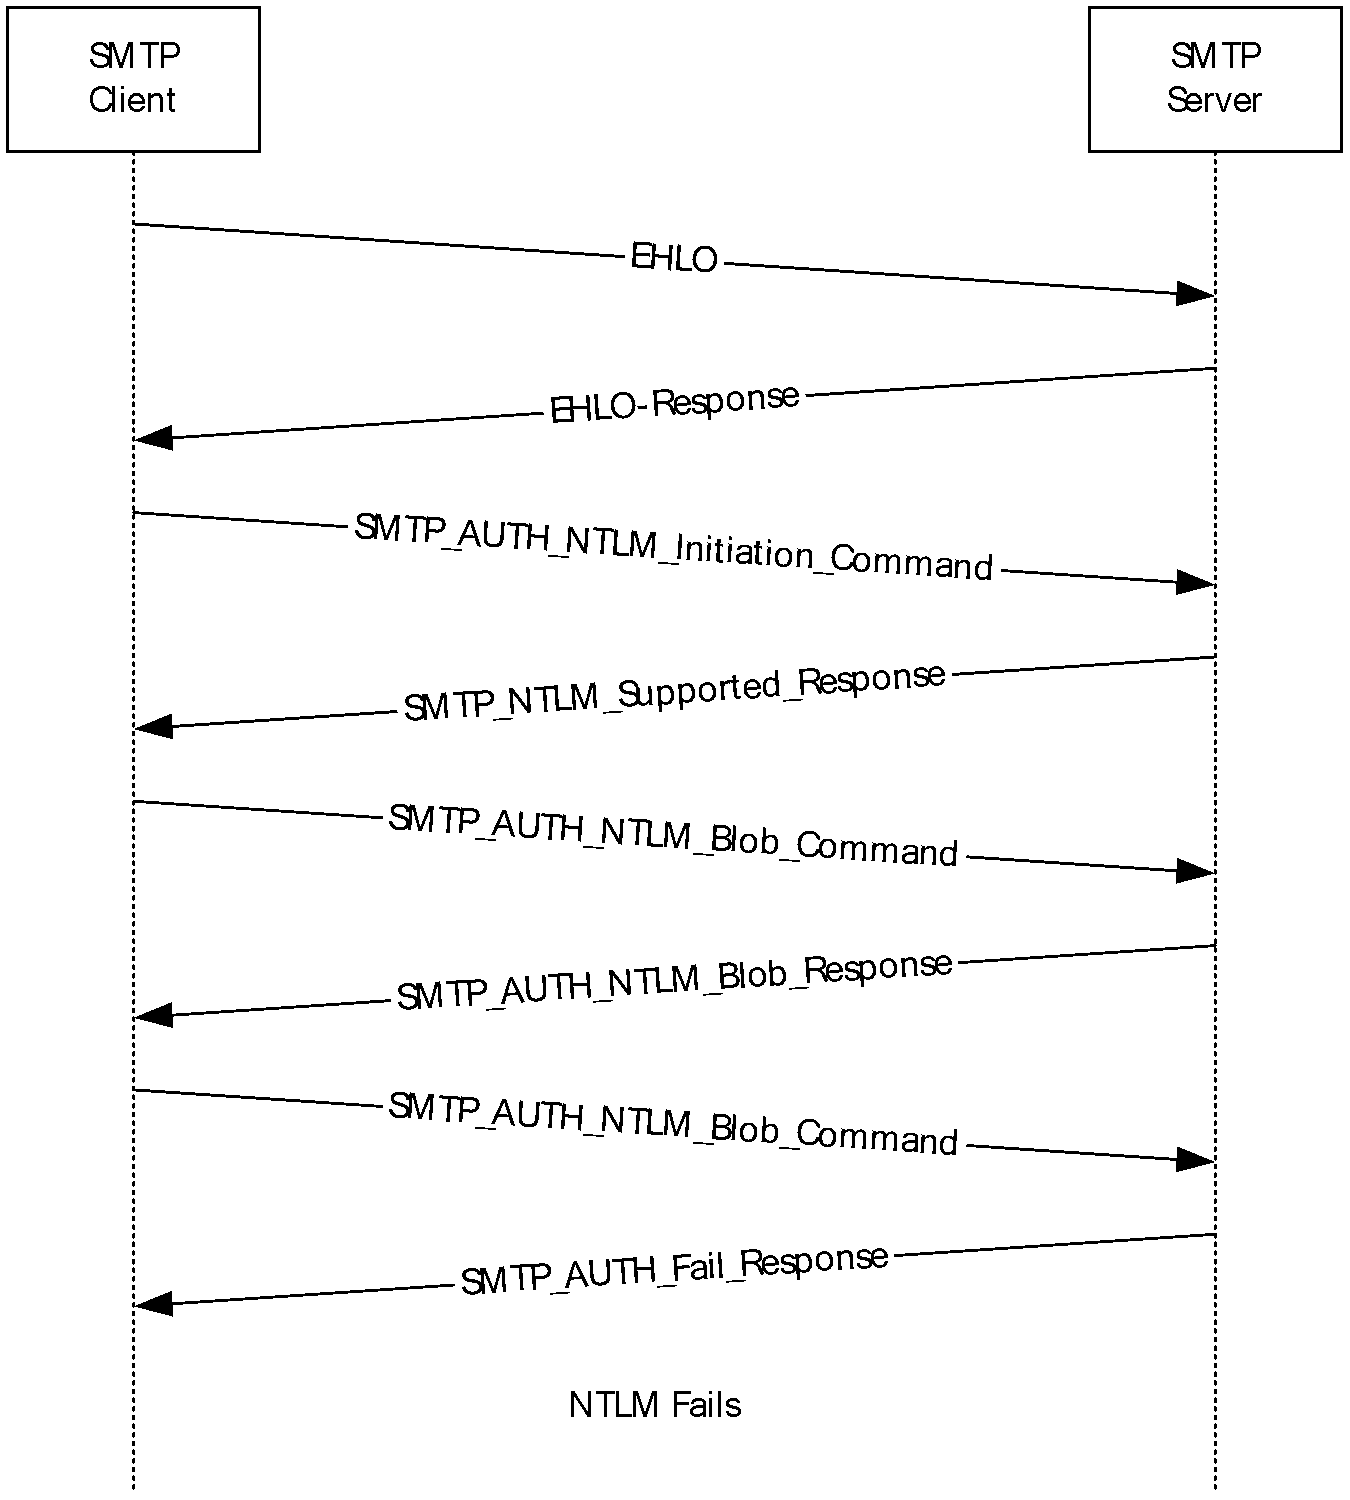 SMTP
Client
SMTP
Server
EHLO
EHLO-Response
SMTP_AUTH_NTLM_Initiation_Command
SMTP_NTLM_Supported_Response
SMTP_AUTH_NTLM_Blob_Command
SMTP_AUTH_NTLM_Blob_Response
SMTP_AUTH_NTLM_Blob_Command
SMTP_AUTH_Fail_Response
NTLM Fails